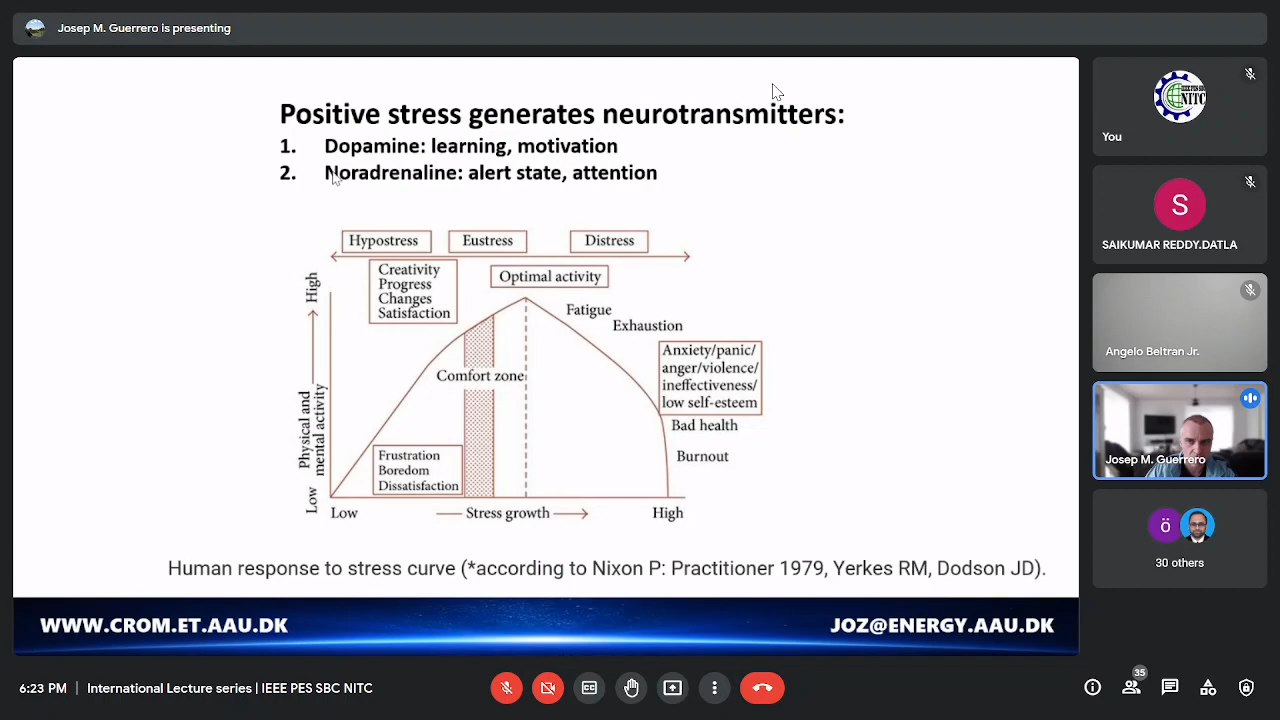 Josep M. Guerrero is presenting
Positive stress generates neurotransmitters:
1. Dopamine: learning, motivation
2. Noradrenaline: alert state, attention
Hypostress
Eustress
Distress
Creativity
Progress
Changes
Satisfaction
Optimal activity
Fatigue
Exhaustion
Anxiety/panic/
anger/violence/
ineffectiveness/
low self-esteem
Bad health
Burnout
Comfort zone
Frustration
Boredom
Dissatisfaction
High
Physical and
mental activity
Low
Low
Stress growth
High
Human response to stress curve (*according to Nixon P: Practitioner 1979, Yerkes RM, Dodson JD).
WWW.CROM.ET.AAU.DK
JOZ@ENERGY.AAU.DK
NITC
You
S
SAIKUMAR REDDY.DATLA
Angelo Beltran Jr.
Josep M. Guerrero
ö
30 others
6:23 PM | International Lecture series | IEEE PES SBC NITC
35